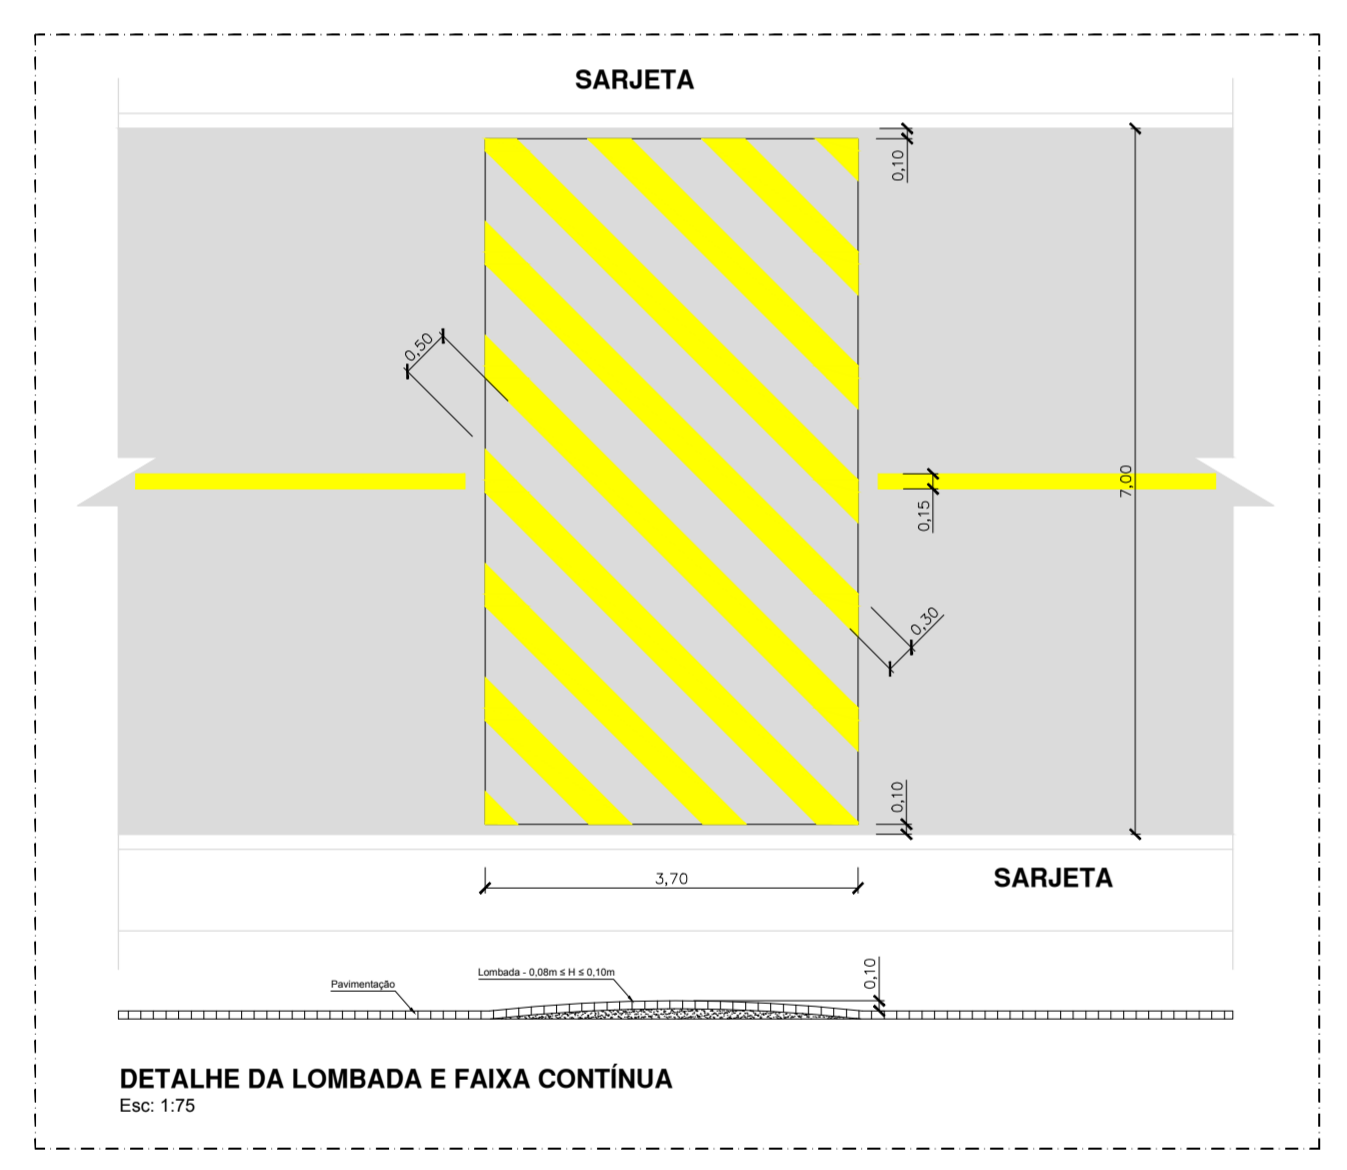 SARJETA
0,10
0,50
7,00
0,15
0,30
0,10
3,70
SARJETA
0,10
Lombada - 0,08m ≤ H ≤ 0,10m
Pavimentação
DETALHE DA LOMBADA E FAIXA CONTÍNUA
Esc: 1:75